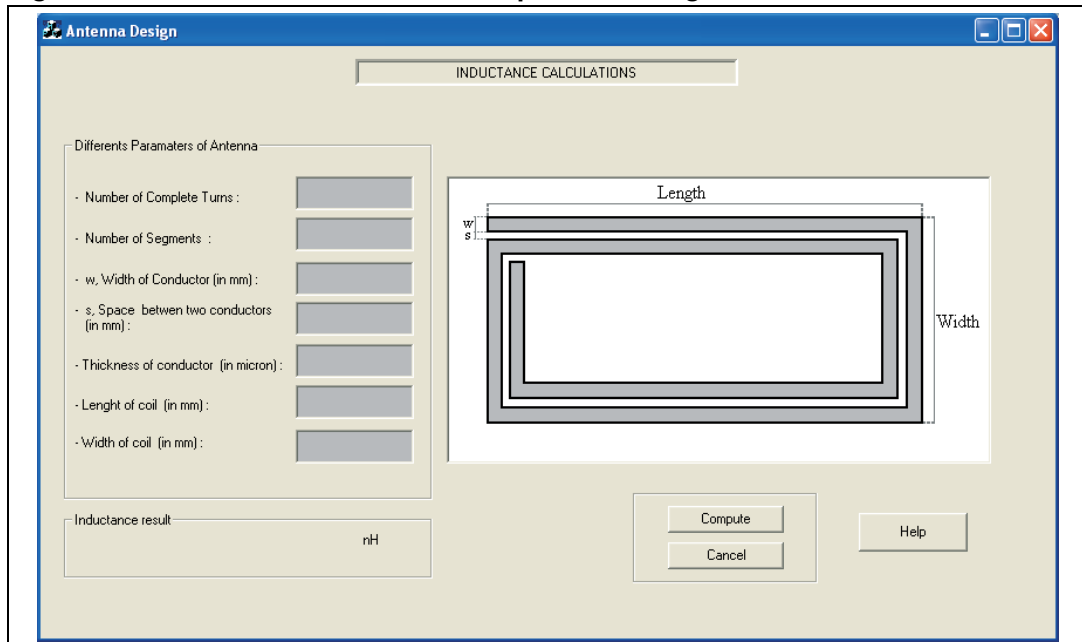 Antenna Design
INDUCTANCE CALCULATIONS
Differents Paramaters of Antenna
- Number of Complete Turns :
- Number of Segments :
- w, Width of Conductor (in mm) :
- s, Space betwen two conductors
(in mm) :
- Thickness of conductor (in micron) :
- Lenght of coil (in mm) :
- Width of coil (in mm) :
Length
w
s
Width
Inductance result
nH
Compute
Cancel
Help